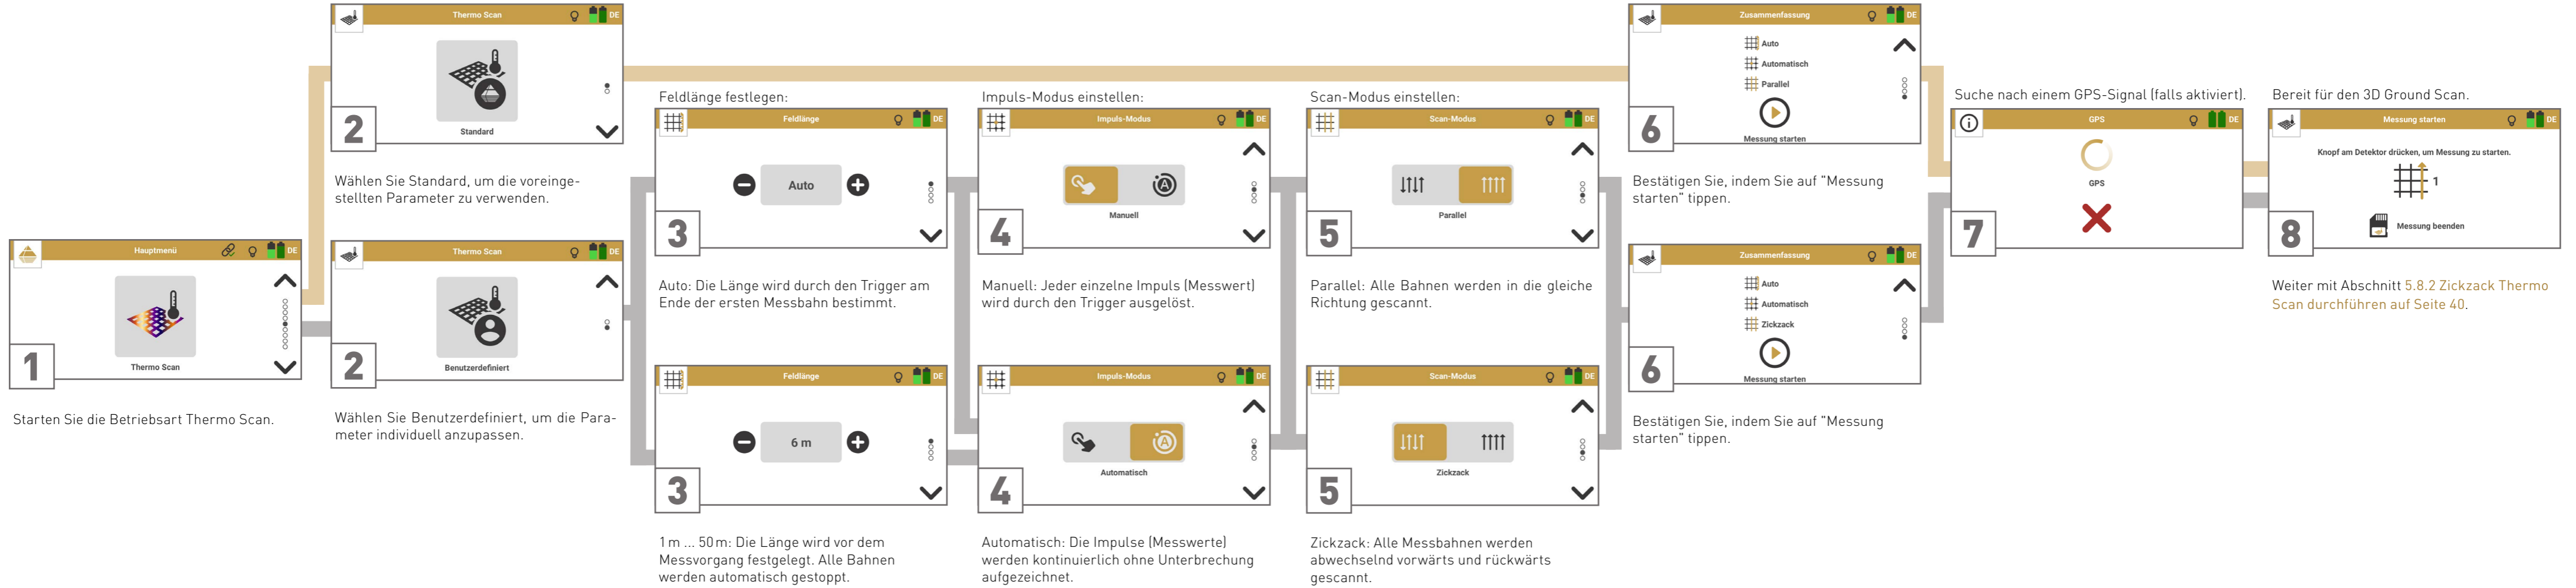 Hauptmenü
DE
Thermo Scan
1
Starten Sie die Betriebsart Thermo Scan.
Thermo Scan
DE
Standard
2
Wählen Sie Standard, um die voreinge-
stellten Parameter zu verwenden.
Thermo Scan
DE
Benutzerdefiniert
2
Wählen Sie Benutzerdefiniert, um die Para-
meter individuell anzupassen.
Feldlänge festlegen:
Feldlänge
DE
Auto
3
Auto: Die Länge wird durch den Trigger am
Ende der ersten Messbahn bestimmt.
Feldlänge
DE
6 m
3
1 m ... 50 m: Die Länge wird vor dem
Messvorgang festgelegt. Alle Bahnen
werden automatisch gestoppt.
Impuls-Modus einstellen:
Impuls-Modus
DE
A
Manuell
4
Manuell: Jeder einzelne Impuls (Messwert)
wird durch den Trigger ausgelöst.
Impuls-Modus
DE
A
Automatisch
4
Automatisch: Die Impulse (Messwerte)
werden kontinuierlich ohne Unterbrechung
aufgezeichnet.
Scan-Modus einstellen:
Scan-Modus
DE
Parallel
5
Parallel: Alle Bahnen werden in die gleiche
Richtung gescannt.
Scan-Modus
DE
Zickzack
5
Zickzack: Alle Messbahnen werden
abwechselnd vorwärts und rückwärts
gescannt.
Zusammenfassung
DE
Auto
Automatisch
Parallel
Messung starten
6
Bestätigen Sie, indem Sie auf "Messung
starten" tippen.
Zusammenfassung
DE
Auto
Automatisch
Zickzack
Messung starten
6
Bestätigen Sie, indem Sie auf "Messung
starten" tippen.
Suche nach einem GPS-Signal (falls aktiviert).
GPS
DE
GPS
7
Bereit für den 3D Ground Scan.
Messung starten
DE
Knopf am Detektor drücken, um Messung zu starten.
1
Messung beenden
8
Weiter mit Abschnitt 5.8.2 Zickzack Thermo
Scan durchführen auf Seite 40.